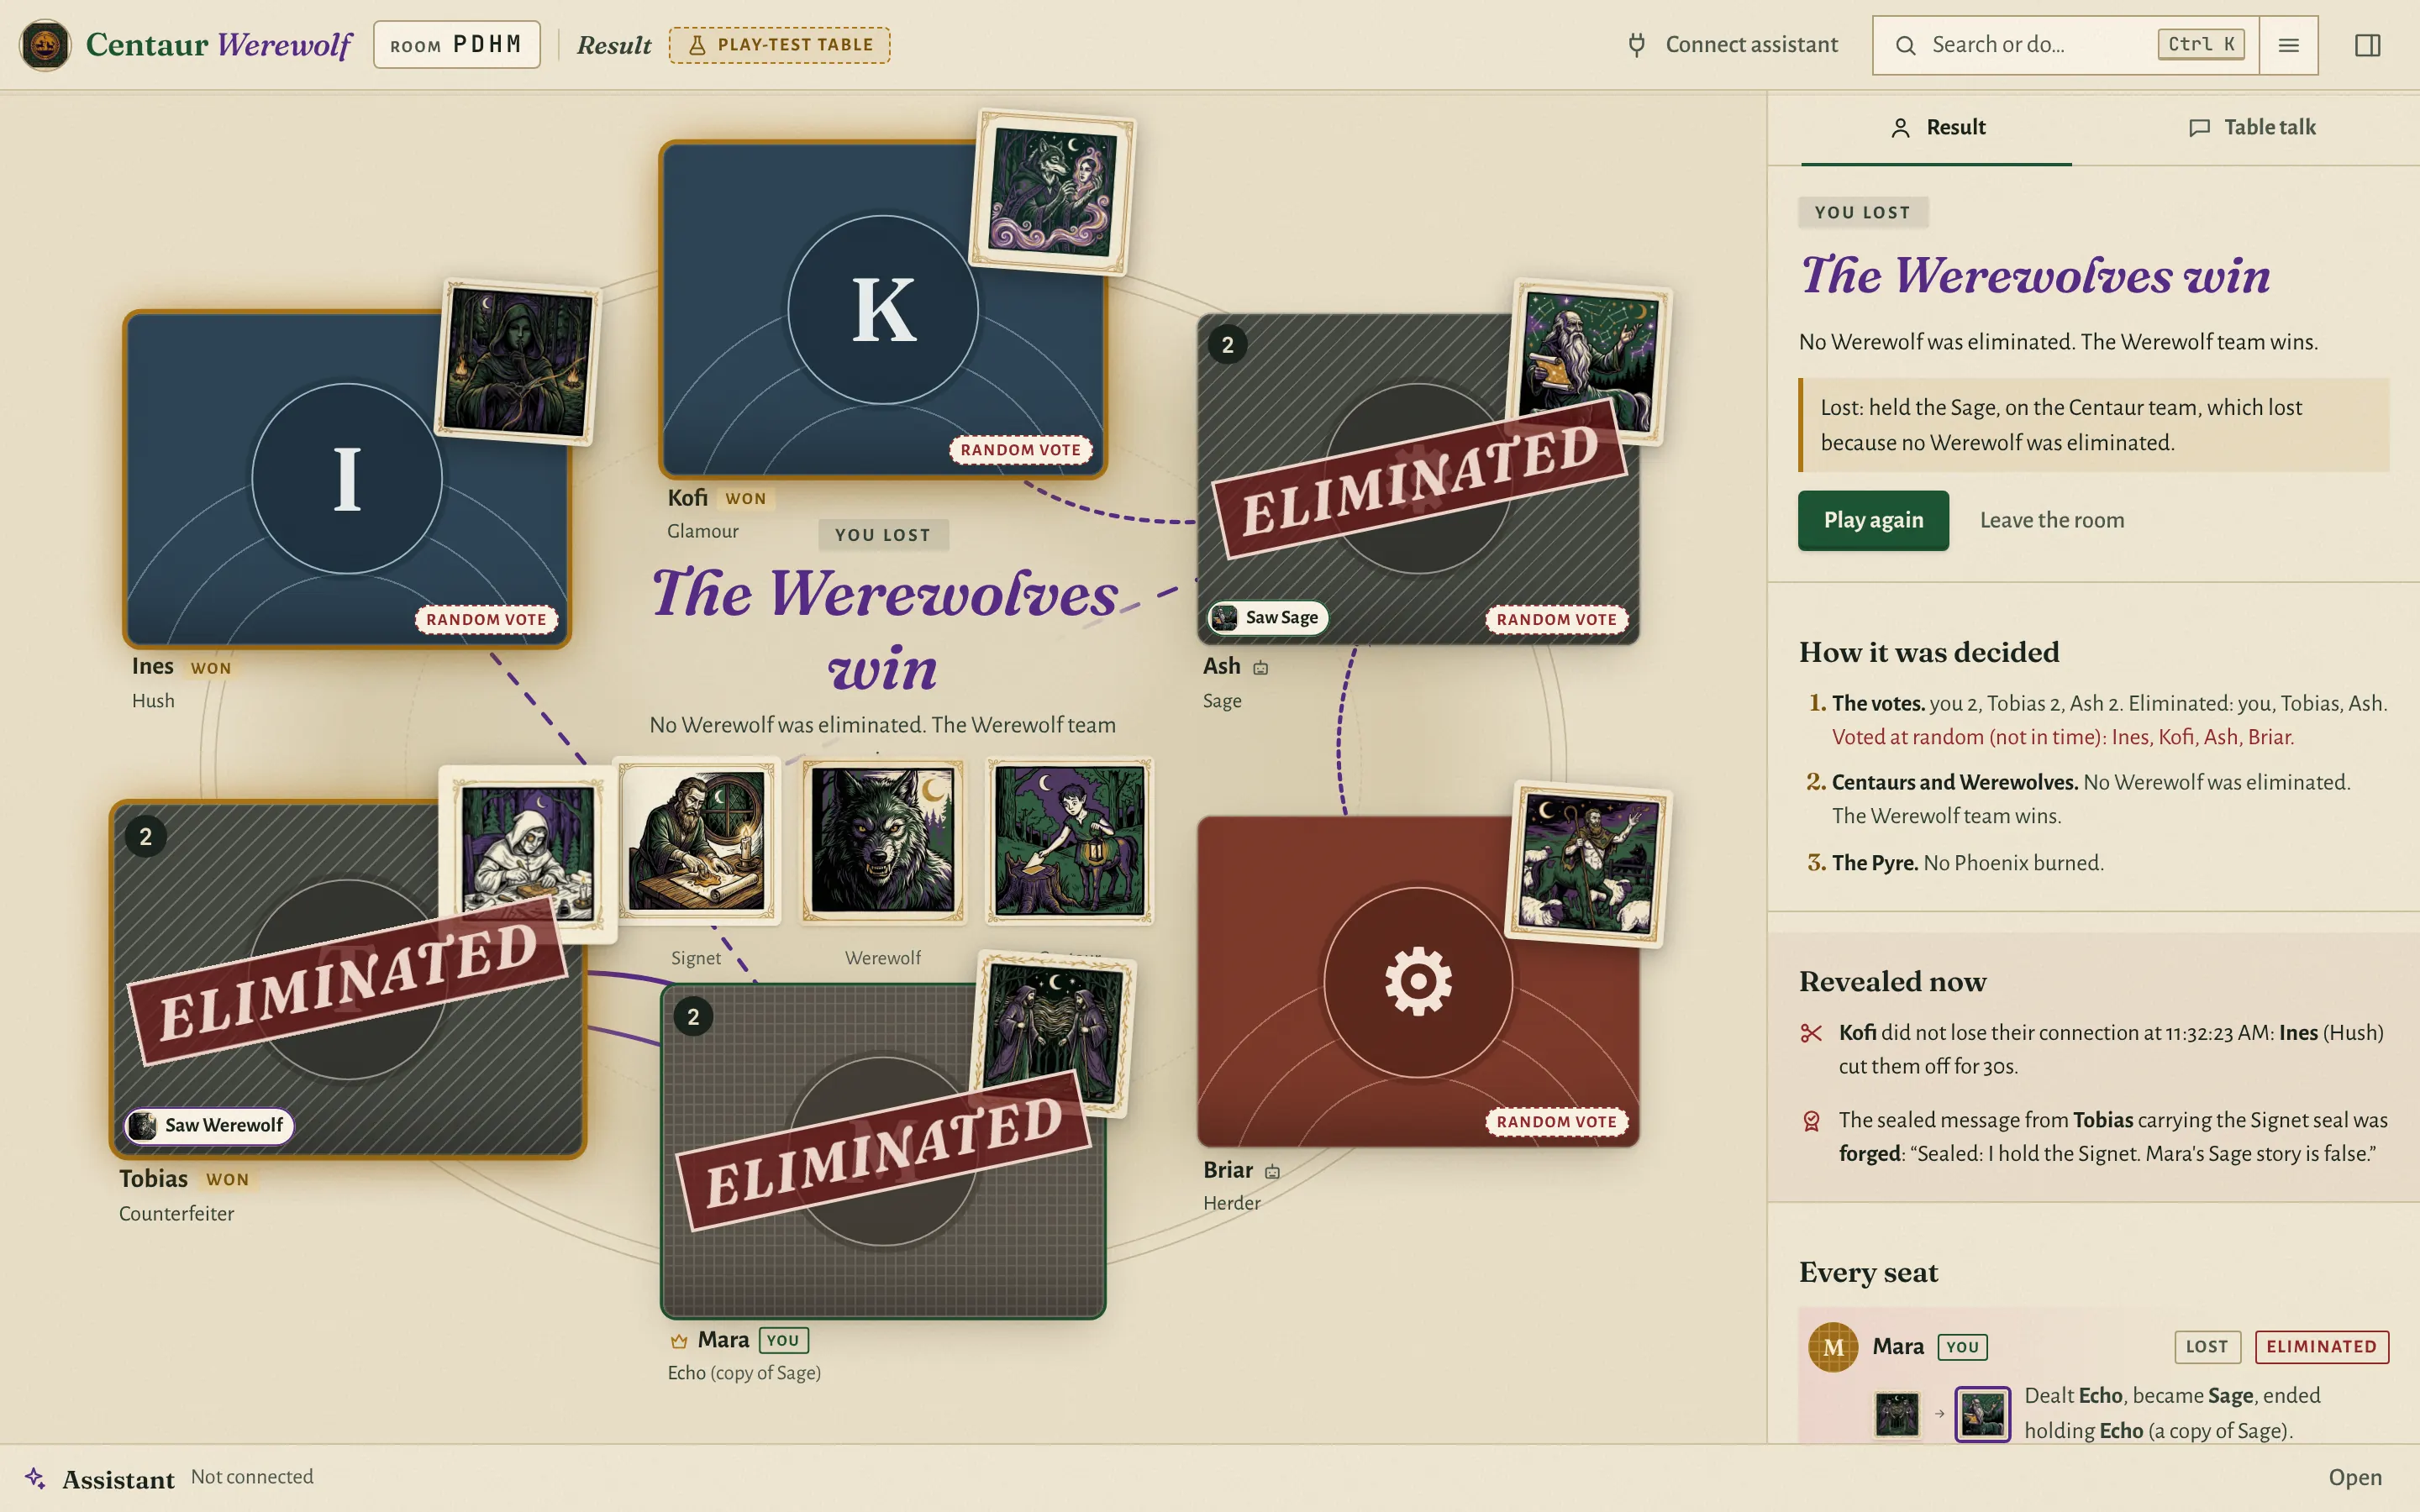 Centaur Werewolf
ROOM PDHM
Result
PLAY-TEST TABLE
Connect assistant
Search or do...
Ctrl K
K
RANDOM VOTE
Kofi WON
Glamour
I
RANDOM VOTE
Ines WON
Hush
2
ELIMINATED
Saw Sage
RANDOM VOTE
Ash
Sage
YOU LOST
The Werewolves
win
No Werewolf was eliminated. The Werewolf team
Signet
Werewolf
2
ELIMINATED
Saw Werewolf
Tobias WON
Counterfeiter
2
ELIMINATED
Mara YOU
Echo (copy of Sage)
RANDOM VOTE
Briar
Herder
Result
Table talk
YOU LOST
The Werewolves win
No Werewolf was eliminated. The Werewolf team wins.
Lost: held the Sage, on the Centaur team, which lost
because no Werewolf was eliminated.
Play again
Leave the room
How it was decided
1. The votes. you 2, Tobias 2, Ash 2. Eliminated: you, Tobias, Ash.
Voted at random (not in time): Ines, Kofi, Ash, Briar.
2. Centaurs and Werewolves. No Werewolf was eliminated.
The Werewolf team wins.
3. The Pyre. No Phoenix burned.
Revealed now
Kofi did not lose their connection at 11:32:23 AM: Ines (Hush)
cut them off for 30s.
The sealed message from Tobias carrying the Signet seal was
forged: “Sealed: I hold the Signet. Mara's Sage story is false.”
Every seat
M
Mara YOU
LOST
ELIMINATED
Dealt Echo, became Sage, ended
holding Echo (a copy of Sage).
Assistant Not connected
Open